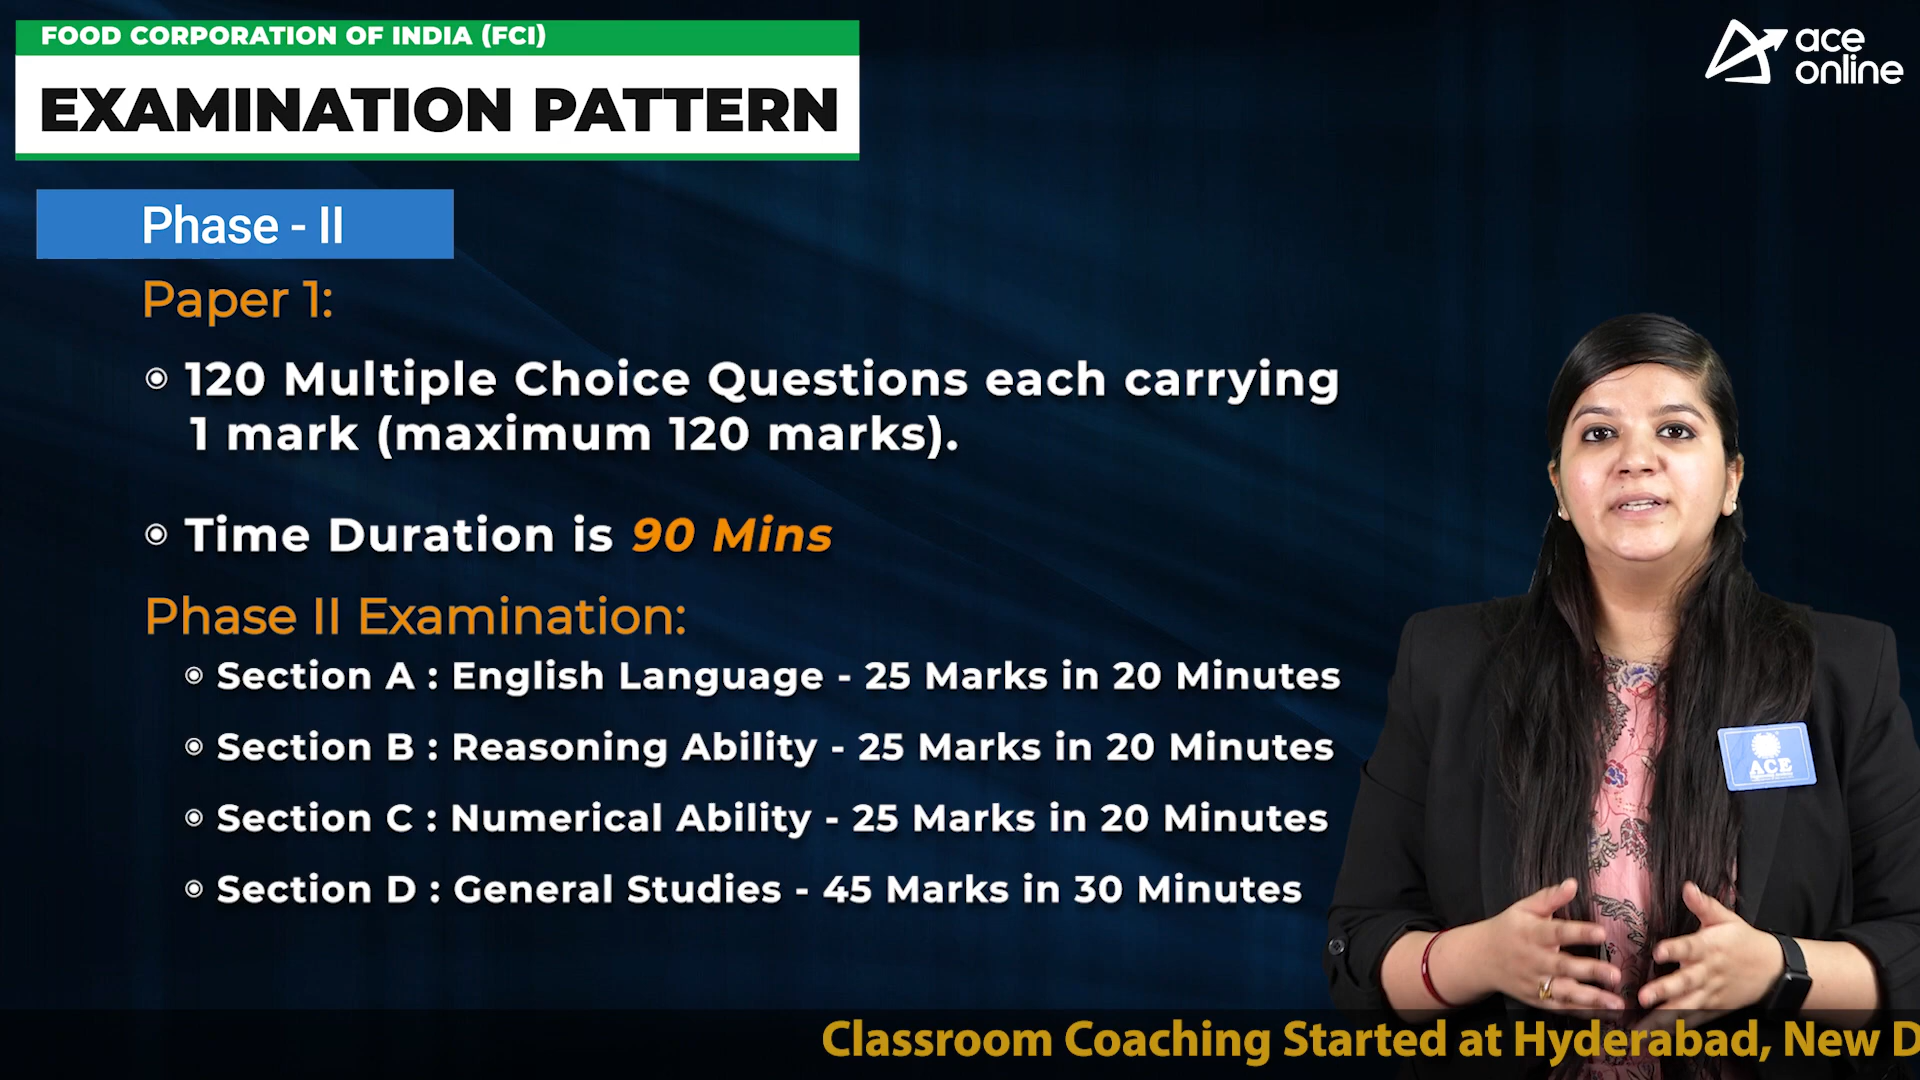 FOOD CORPORATION OF INDIA (FCI)
EXAMINATION PATTERN
ace
online
Phase - II
Paper 1:
120 Multiple Choice Questions each carrying
1 mark (maximum 120 marks).
Time Duration is 90 Mins
Phase II Examination:
Section A : English Language - 25 Marks in 20 Minutes
Section B : Reasoning Ability - 25 Marks in 20 Minutes
Section C : Numerical Ability - 25 Marks in 20 Minutes
Section D : General Studies - 45 Marks in 30 Minutes
ACE
Classroom Coaching Started at Hyderabad, New D